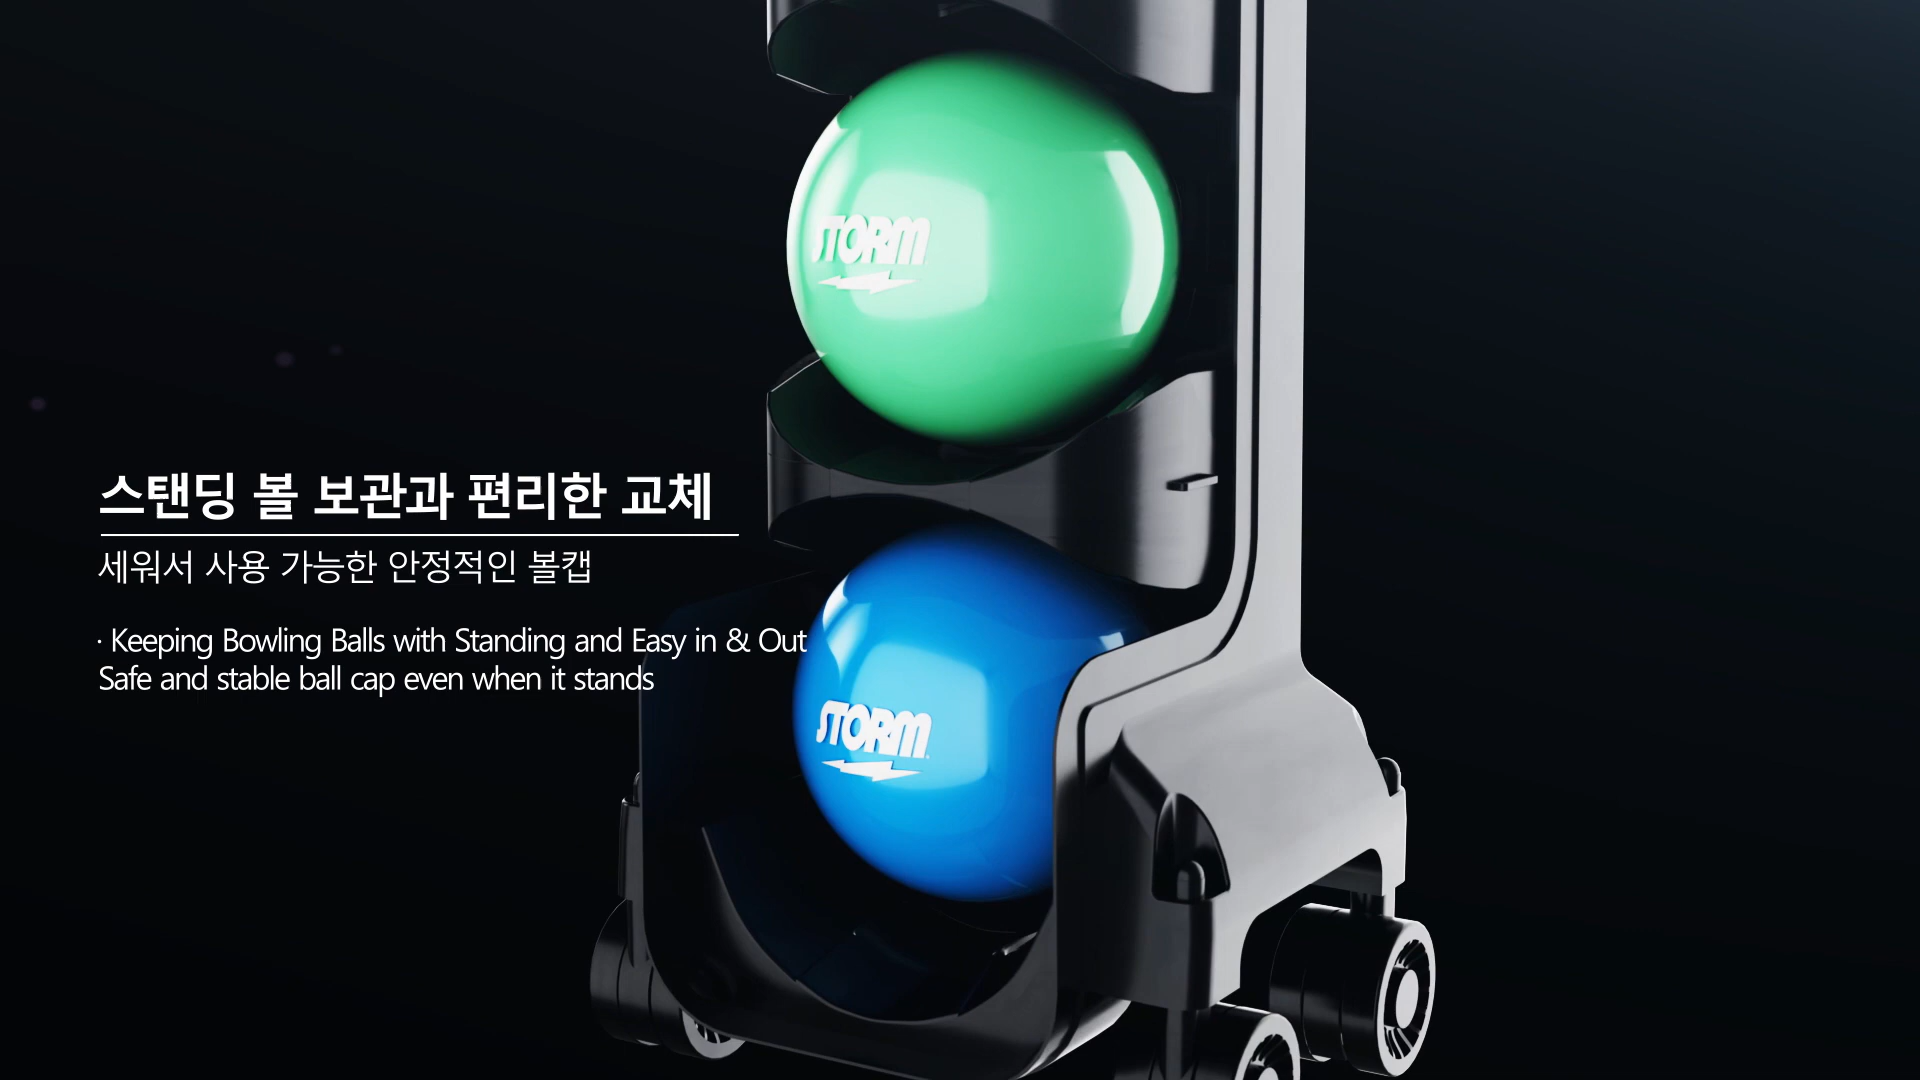 STORM
스탠딩 볼 보관과 편리한 교체
세워서 사용 가능한 안정적인 볼캡
· Keeping Bowling Balls with Standing and Easy in & Out
Safe and stable ball cap even when it stands
STORM